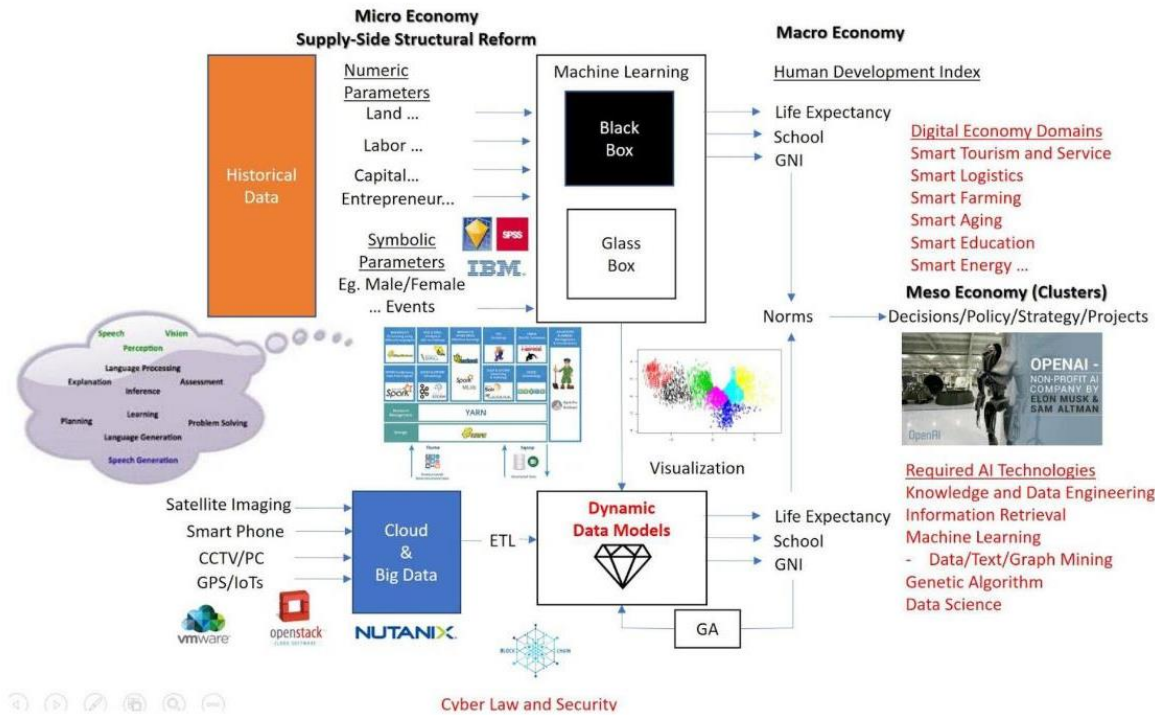 Micro Economy
Supply-Side Structural Reform
Macro Economy
Historical
Data
Numeric
Parameters
Land ...
Labor ...
Capital...
Entrepreneur...
Symbolic
Parameters
Eg. Male/Female
... Events
SPSS
IBM.
Machine Learning
Black
Box
Glass
Box
Human Development Index
Life Expectancy
School
GNI
Digital Economy Domains
Smart Tourism and Service
Smart Logistics
Smart Farming
Smart Aging
Smart Education
Smart Energy ...
Norms
Meso Economy (Clusters)
Decisions/Policy/Strategy/Projects
OPENAI -
NON-PROFIT AI
COMPANY BY
ELON MUSK &
SAM ALTMAN
OpenAI
Speech
Vision
Perception
Language Processing
Explanation
Assessment
Inference
Learning
Planning
Problem Solving
Language Generation
Speech Generation
Spark
Spark
MLlib
YARN
Visualization
Satellite Imaging
Smart Phone
CCTV/PC
GPS/IoTs
vmware
openstack
CLOUD SOFTWARE
Cloud
&
Big Data
NUTANIX.
ETL
Dynamic
Data Models
BLOCK
CHAIN
Life Expectancy
School
GNI
GA
Required AI Technologies
Knowledge and Data Engineering
Information Retrieval
Machine Learning
- Data/Text/Graph Mining
Genetic Algorithm
Data Science
Cyber Law and Security